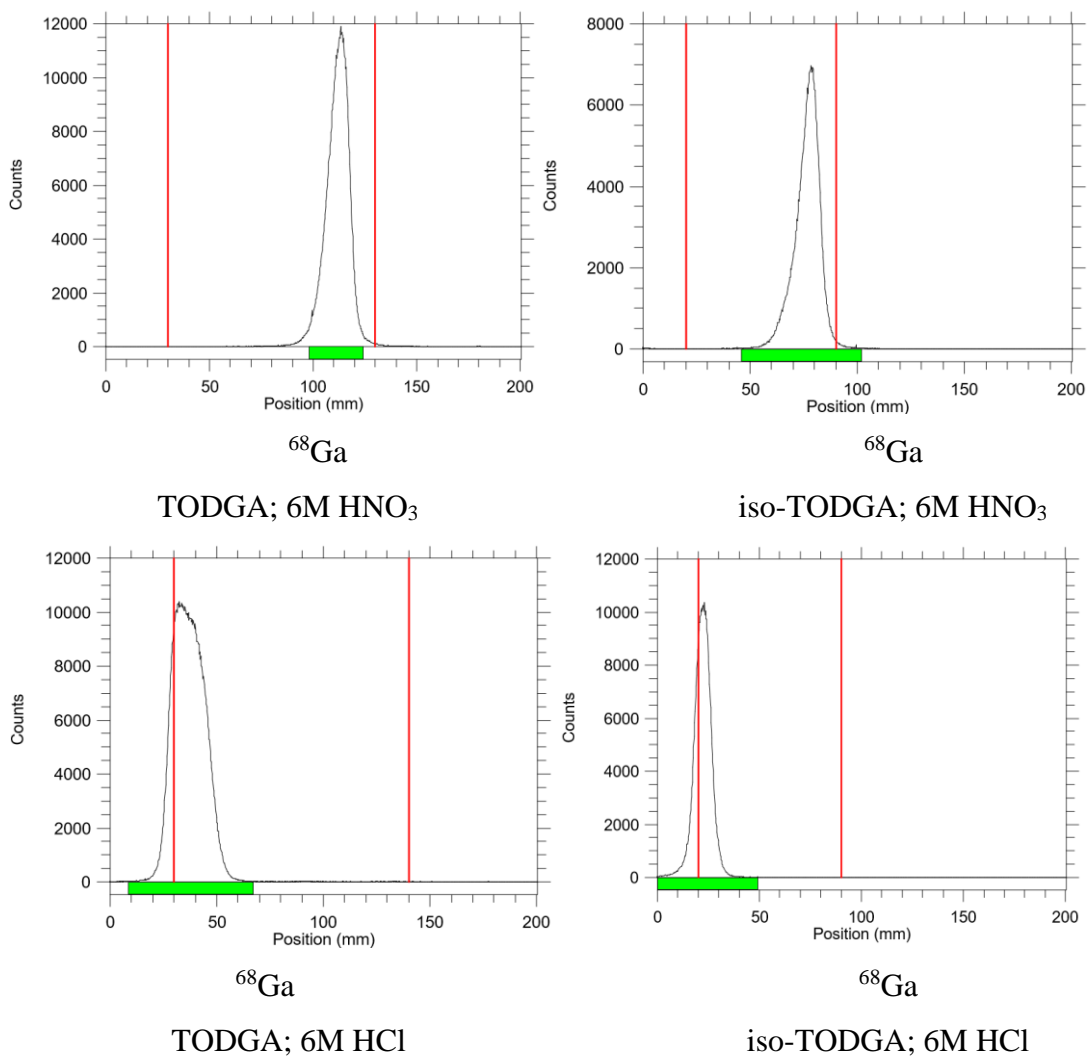 12000
10000
8000
6000
4000
2000
0
Counts
0 50 100 150 200
Position (mm)
⁶⁸Ga
TODGA; 6M HNO₃
8000
6000
4000
2000
0
Counts
0 50 100 150 200
Position (mm)
⁶⁸Ga
iso-TODGA; 6M HNO₃
12000
10000
8000
6000
4000
2000
0
Counts
0 50 100 150 200
Position (mm)
⁶⁸Ga
TODGA; 6M HCl
12000
10000
8000
6000
4000
2000
0
Counts
0 50 100 150 200
Position (mm)
⁶⁸Ga
iso-TODGA; 6M HCl